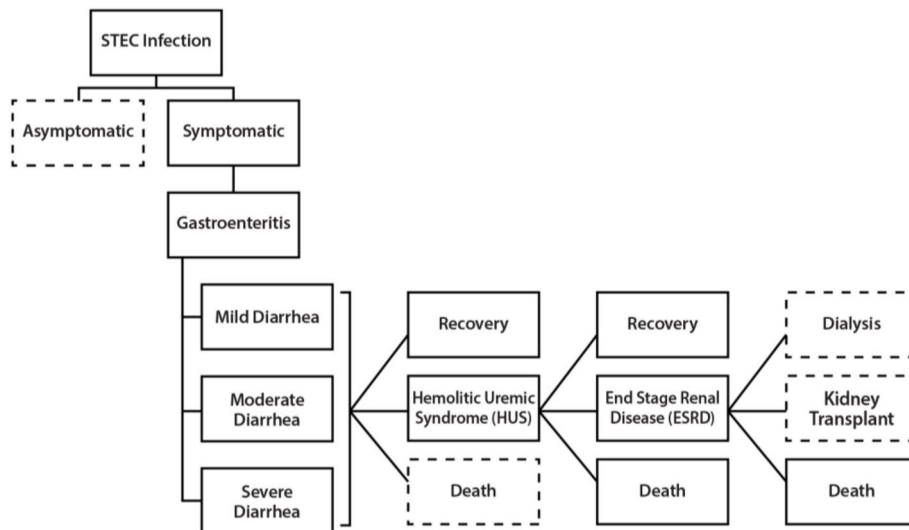 STEC Infection
Asymptomatic
Symptomatic
Gastroenteritis
Mild Diarrhea
Moderate
Diarrhea
Severe
Diarrhea
Recovery
Hemolitic Uremic
Syndrome (HUS)
Death
Recovery
End Stage Renal
Disease (ESRD)
Death
Dialysis
Kidney
Transplant
Death